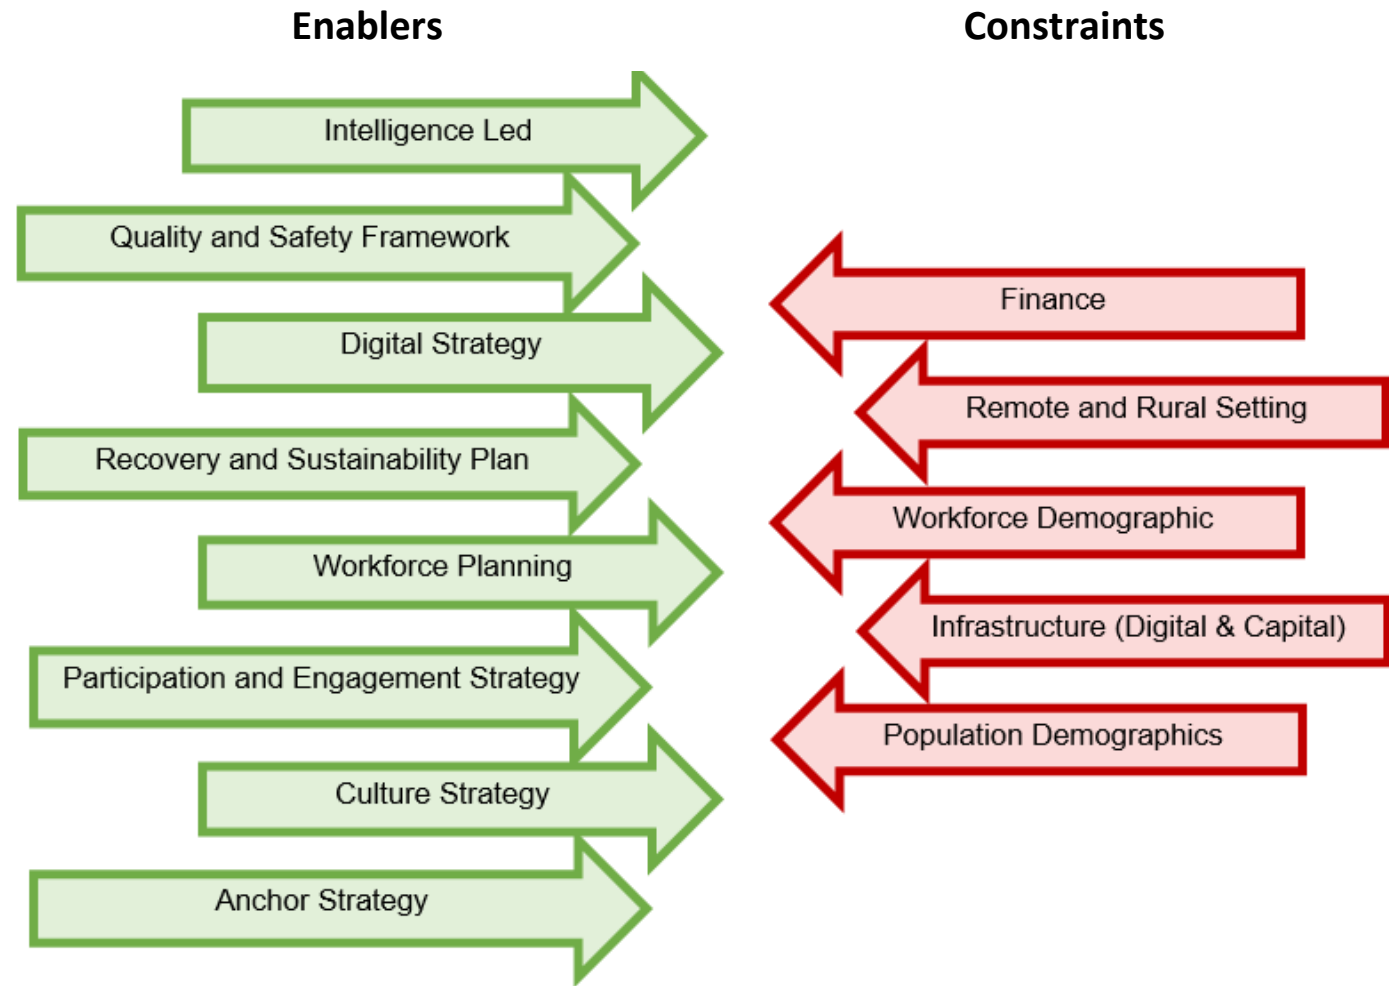 Enablers
Intelligence Led
Quality and Safety Framework
Digital Strategy
Recovery and Sustainability Plan
Workforce Planning
Participation and Engagement Strategy
Culture Strategy
Anchor Strategy
Constraints
Finance
Remote and Rural Setting
Workforce Demographic
Infrastructure (Digital & Capital)
Population Demographics